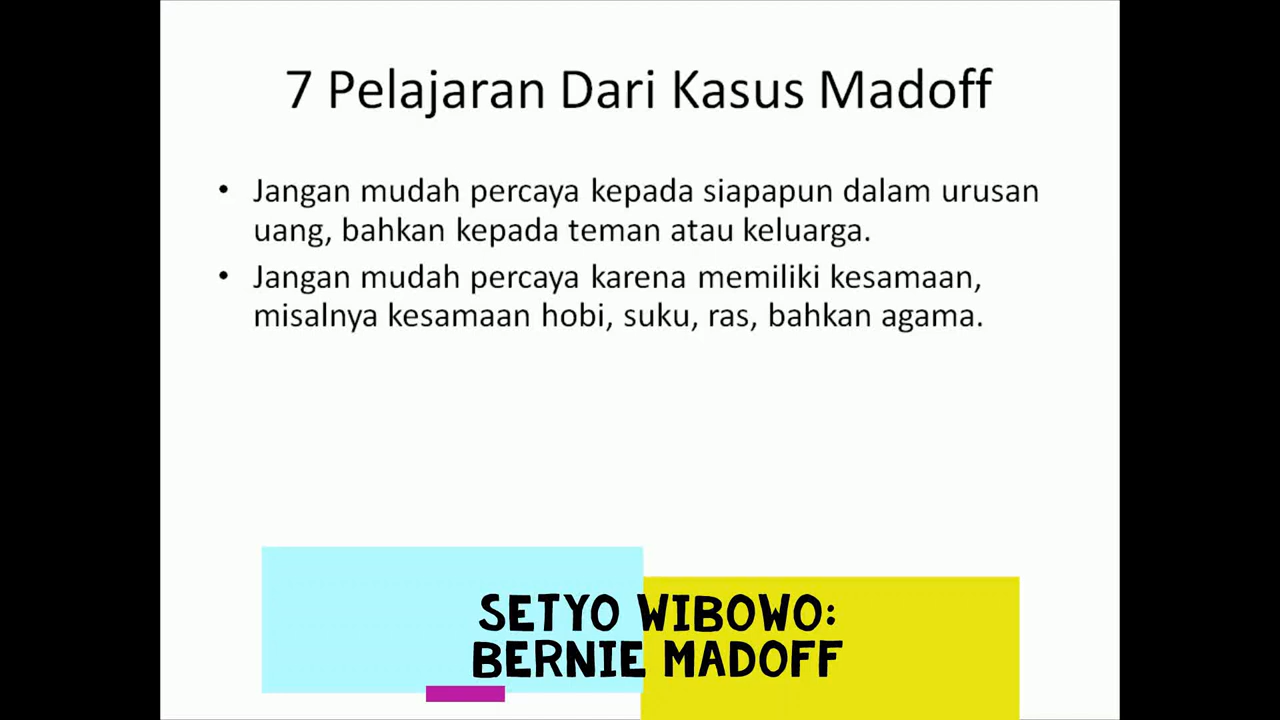 7 Pelajaran Dari Kasus Madoff
• Jangan mudah percaya kepada siapapun dalam urusan
uang, bahkan kepada teman atau keluarga.
• Jangan mudah percaya karena memiliki kesamaan,
misalnya kesamaan hobi, suku, ras, bahkan agama.
SETYO WIBOWO:
BERNIE MADOFF